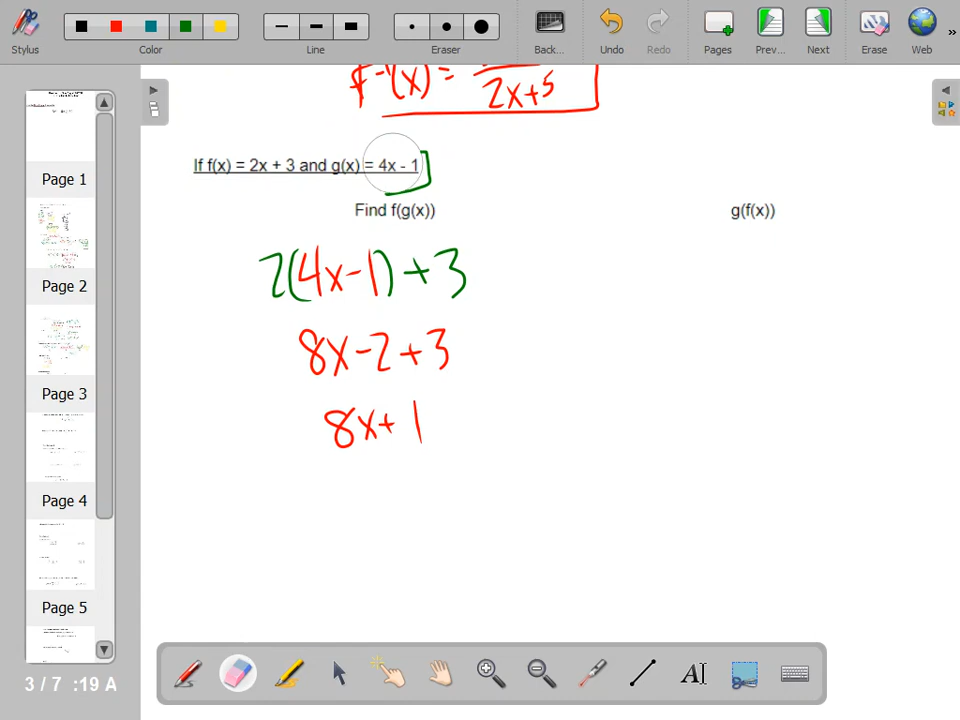 Stylus
Color
Line
Eraser
Back...
Undo
Redo
Pages
Prev...
Next
Erase
Web
»
f⁻¹(x) =
2x+5
If f(x) = 2x + 3 and g(x) = 4x - 1
Find f(g(x))
g(f(x))
2(4x-1) + 3
8x - 2 + 3
8x + 1
Page 1
Page 2
Page 3
Page 4
Page 5
3 / 7 :19 A
A